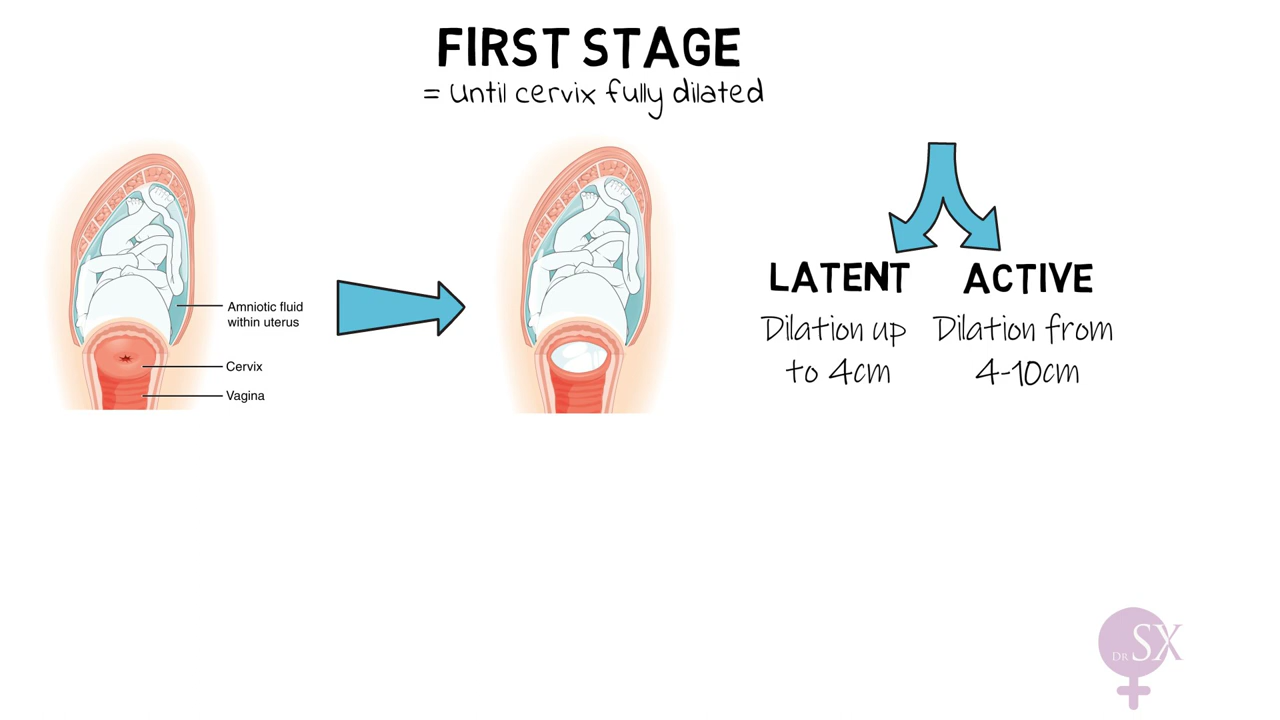 FIRST STAGE
= Until cervix fully dilated
Amniotic fluid
within uterus
Cervix
Vagina
LATENT
Dilation up
to 4cm
ACTIVE
Dilation from
4-10cm
DR SX